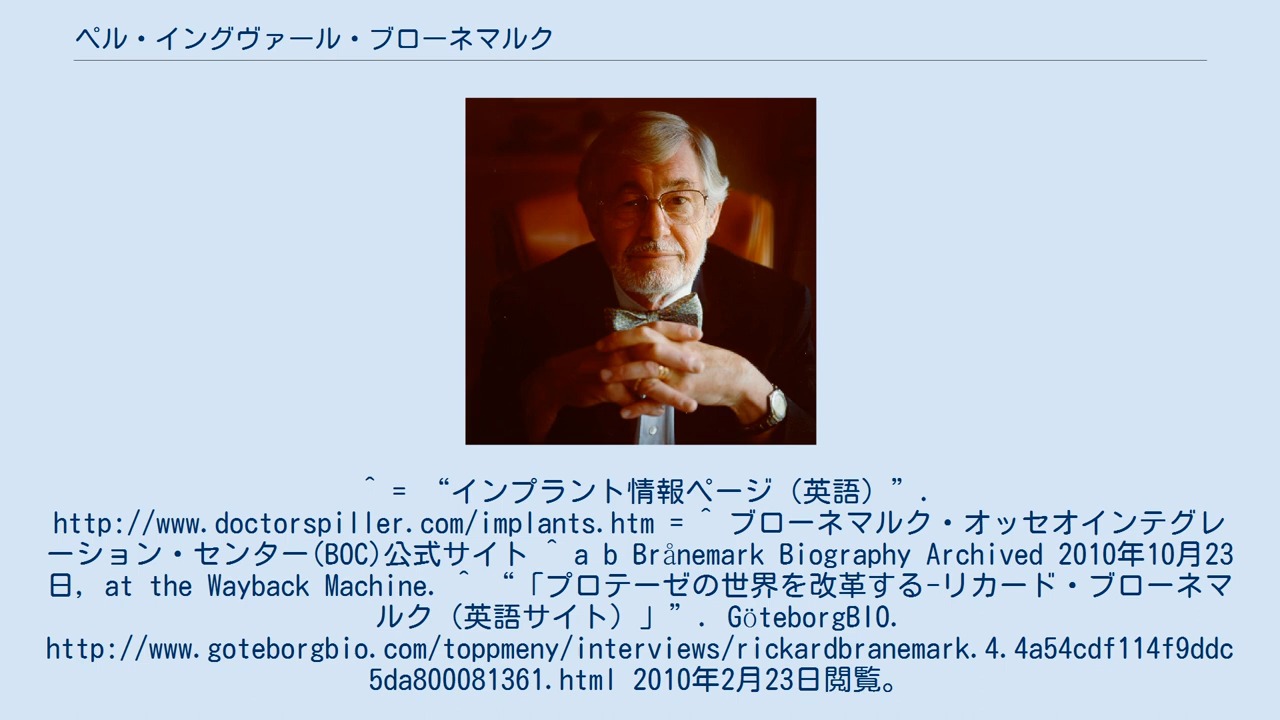 ペル・イングヴァール・ブローネマルク
^ = “インプラント情報ページ（英語）”.
http://www.doctorspiller.com/implants.htm = ^ ブローネマルク・オッセオインテグレ
ーション・センター(BOC)公式サイト ^ a b Brånemark Biography Archived 2010年10月23
日, at the Wayback Machine. ^ “「プロテーゼの世界を改革する-リカード・ブローネマ
ルク（英語サイト）」”. GöteborgBIO.
http://www.goteborgbio.com/toppmeny/interviews/rickardbranemark.4.4a54cdf114f9ddc
5da800081361.html 2010年2月23日閲覧。